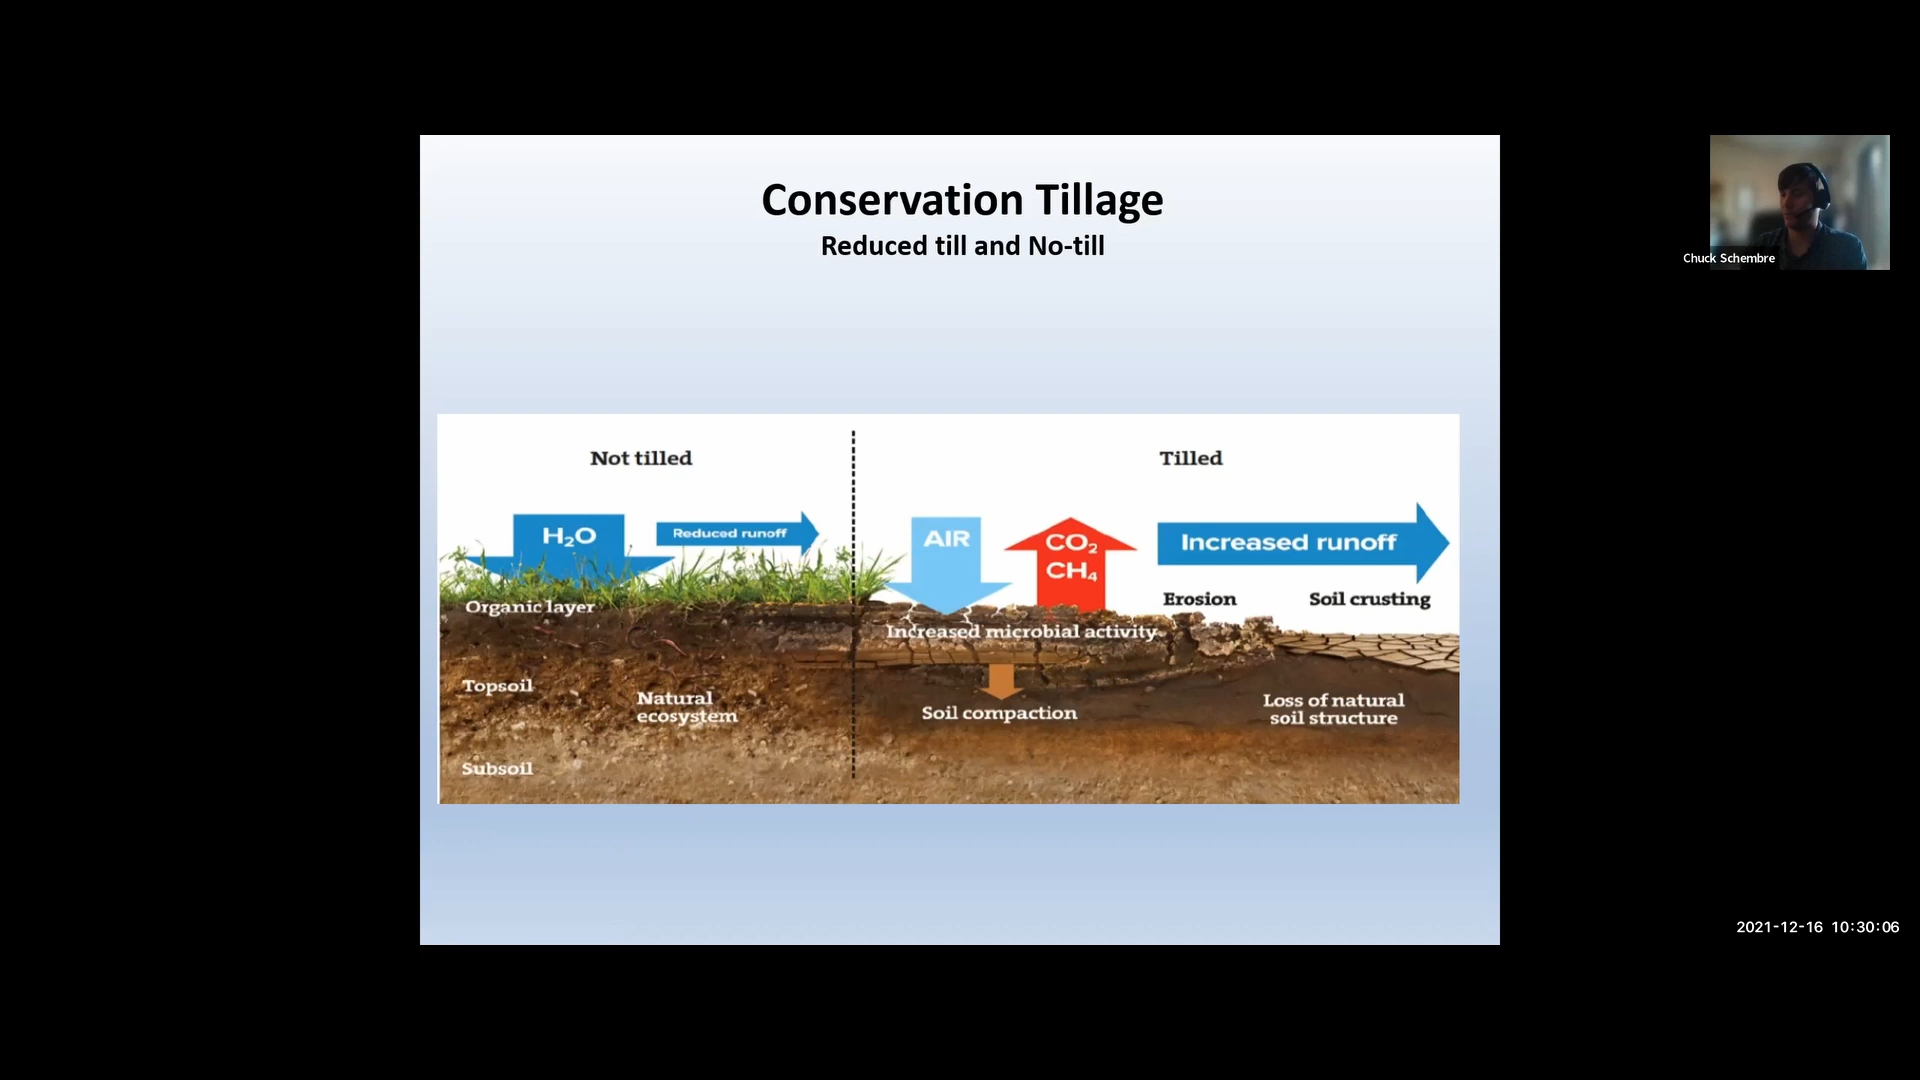 Conservation Tillage
Reduced till and No-till
Not tilled
Tilled
H₂O
Reduced runoff
AIR
CO₂
CH₄
Increased runoff
Erosion
Soil crusting
Organic layer
Increased microbial activity
Topsoil
Natural
ecosystem
Soil compaction
Loss of natural
soil structure
Subsoil
Chuck Schembre
2021-12-16 10:30:06